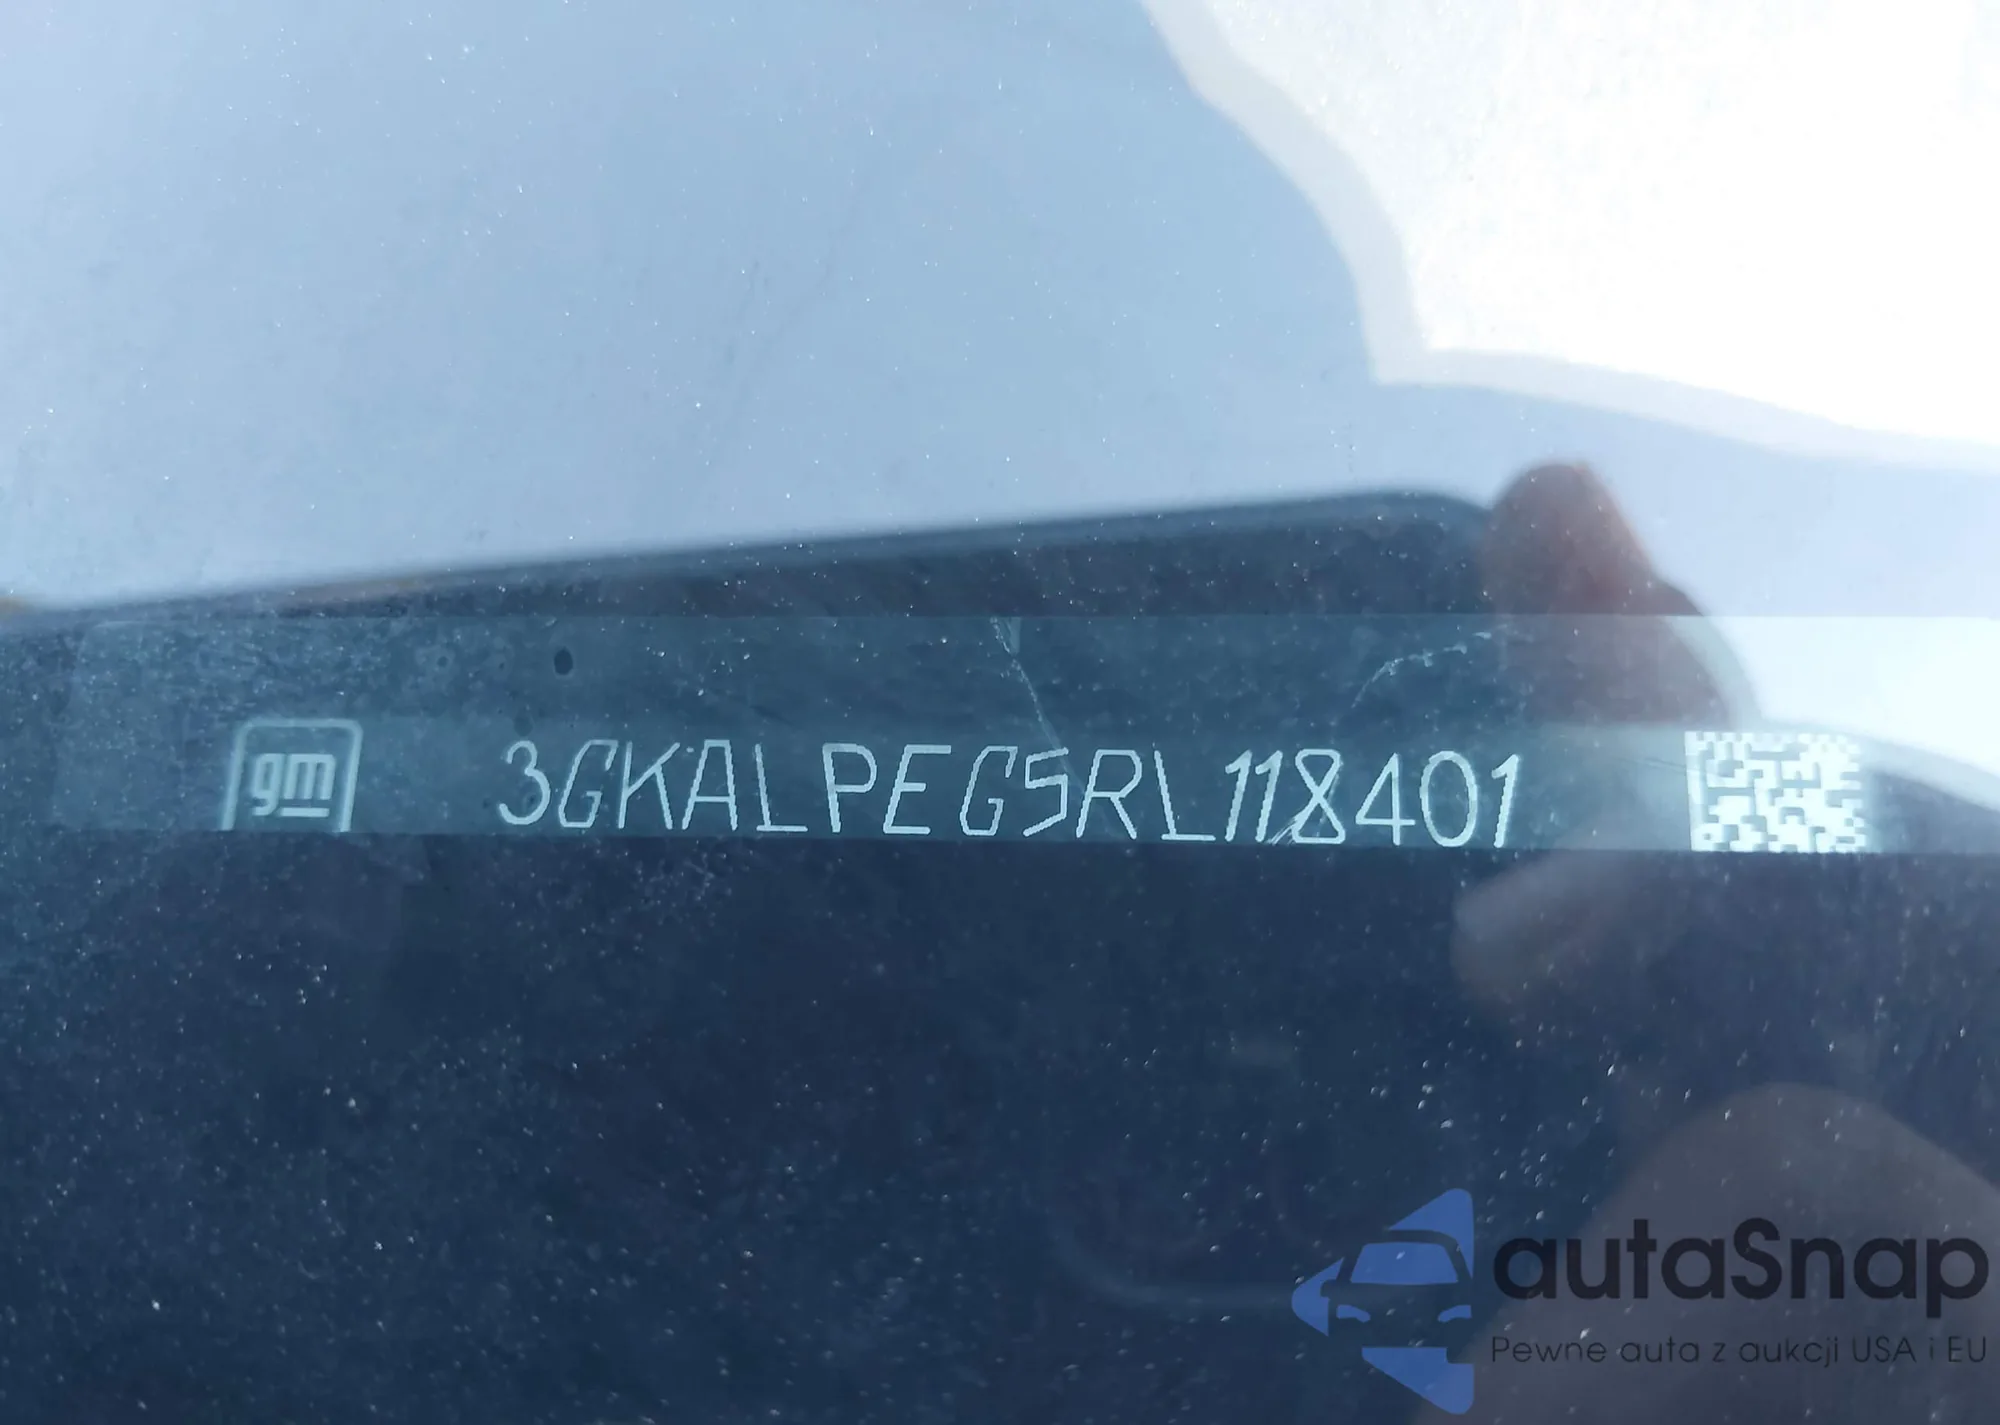 gm 3GKALPEG5RL118401
autaSnap
Pewne auta z aukcji USA i EU